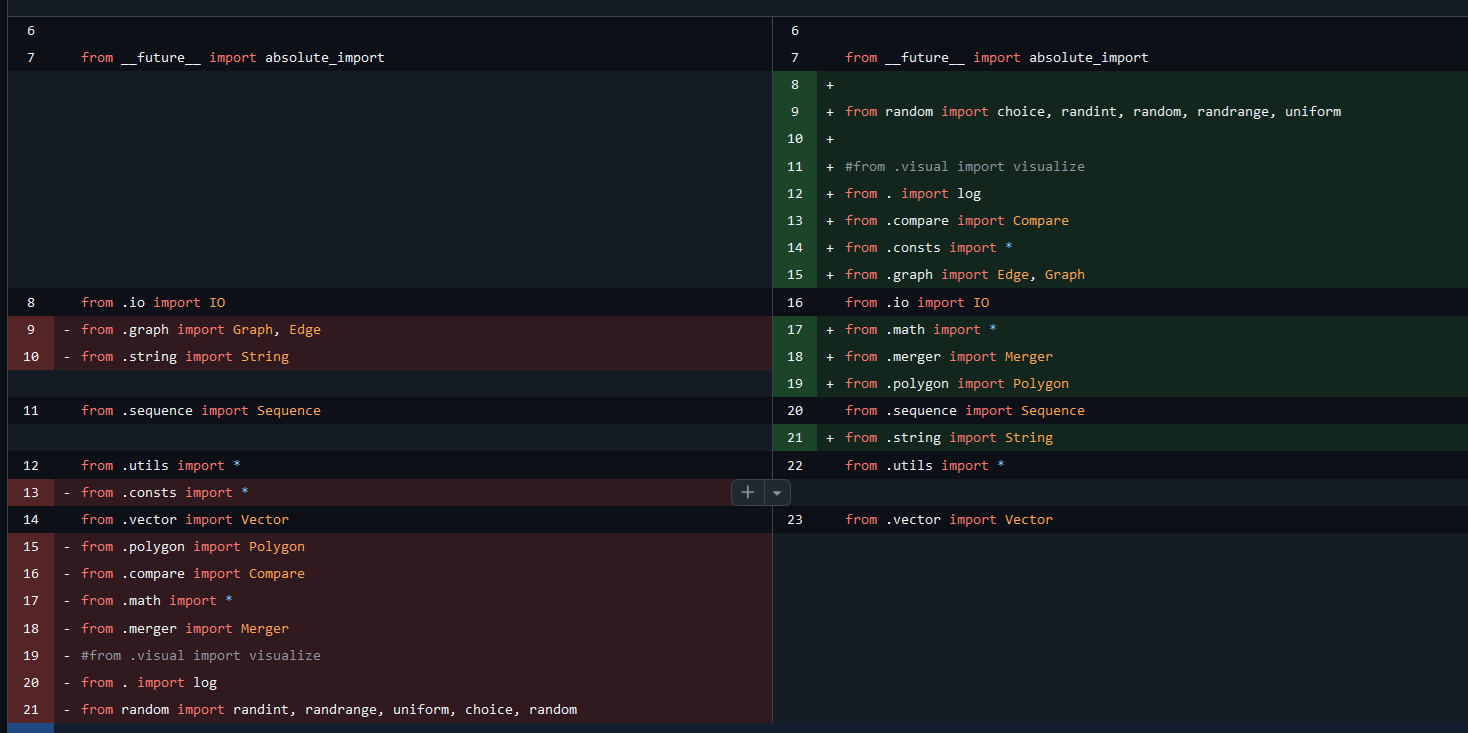 6
7 from __future__ import absolute_import
8 from .io import IO
9 - from .graph import Graph, Edge
10 - from .string import String
11 from .sequence import Sequence
12 from .utils import *
13 - from .consts import *
14 from .vector import Vector
15 - from .polygon import Polygon
16 - from .compare import Compare
17 - from .math import *
18 - from .merger import Merger
19 - #from .visual import visualize
20 - from . import log
21 - from random import randint, randrange, uniform, choice, random
6
7 from __future__ import absolute_import
8 +
9 + from random import choice, randint, random, randrange, uniform
10 +
11 + #from .visual import visualize
12 + from . import log
13 + from .compare import Compare
14 + from .consts import *
15 + from .graph import Edge, Graph
16 from .io import IO
17 + from .math import *
18 + from .merger import Merger
19 + from .polygon import Polygon
20 from .sequence import Sequence
21 + from .string import String
22 from .utils import *
23 from .vector import Vector